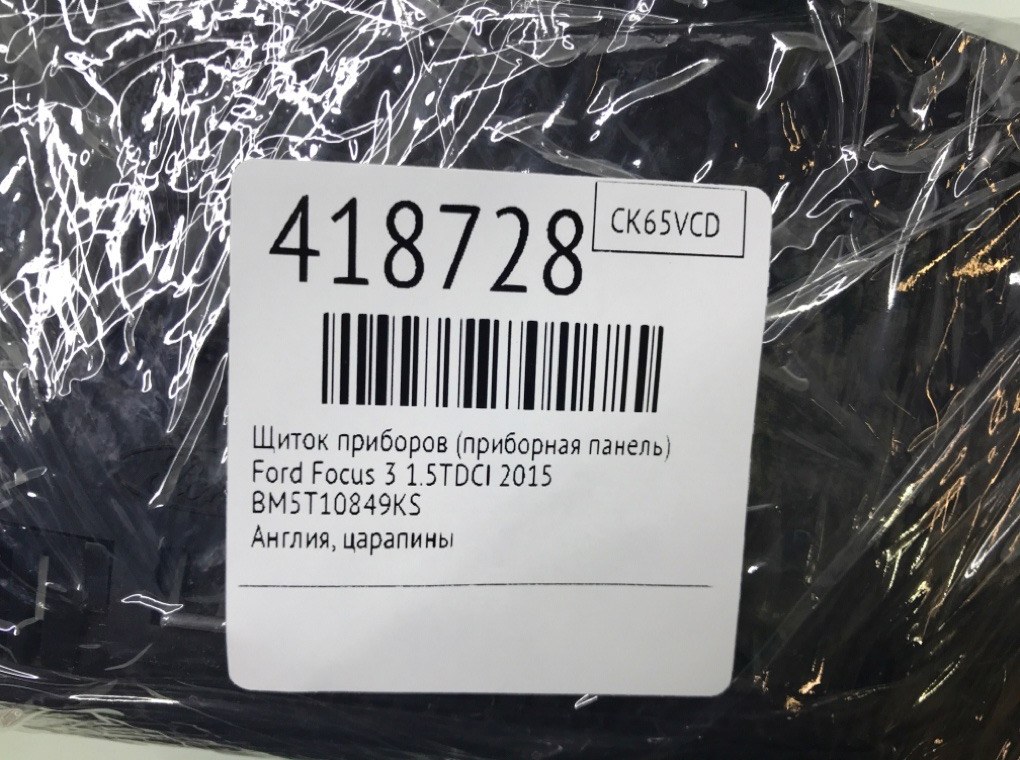 418728
CK65VCD
Щиток приборов (приборная панель)
Ford Focus 3 1.5TDCI 2015
BM5T10849KS
Англия, царапины